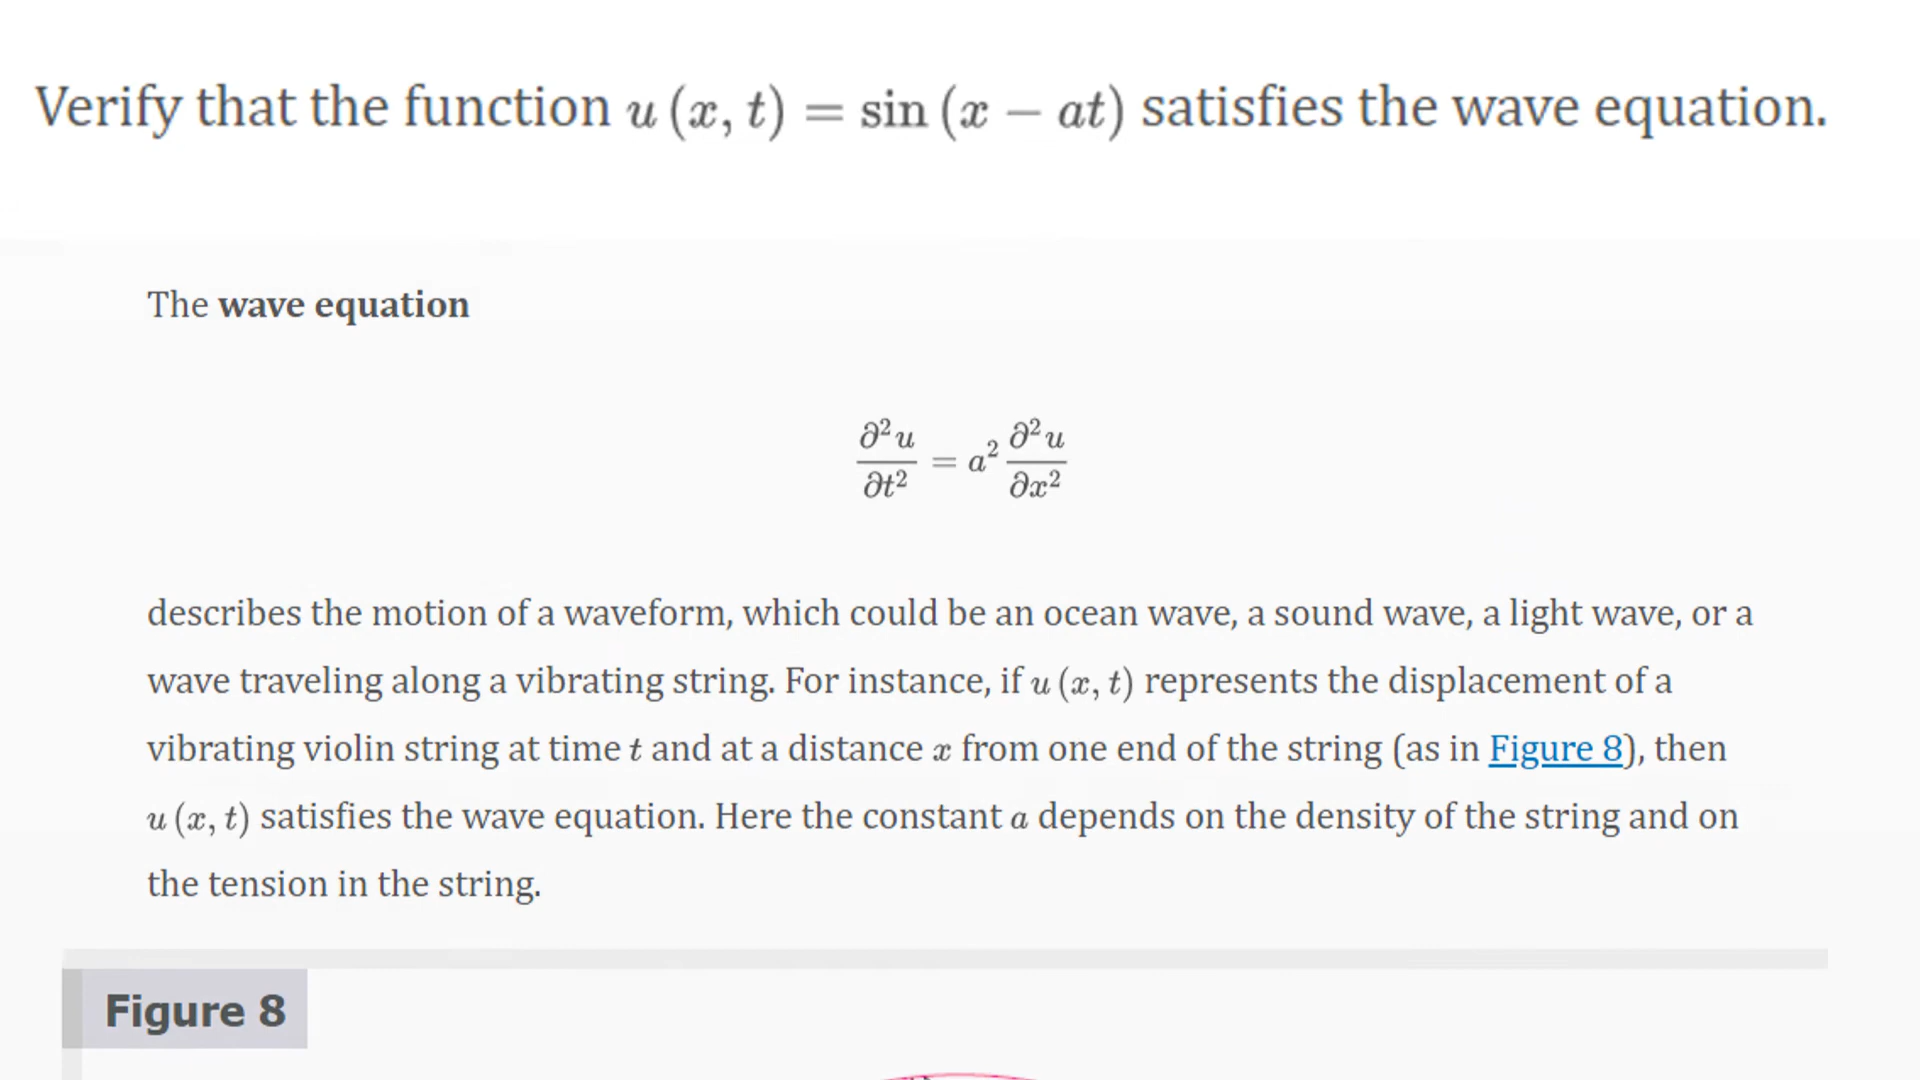 Verify that the function u (x, t) = sin (x − at) satisfies the wave equation.
The wave equation
∂²u/∂t² = a² ∂²u/∂x²
describes the motion of a waveform, which could be an ocean wave, a sound wave, a light wave, or a
wave traveling along a vibrating string. For instance, if u (x, t) represents the displacement of a
vibrating violin string at time t and at a distance x from one end of the string (as in Figure 8), then
u (x, t) satisfies the wave equation. Here the constant a depends on the density of the string and on
the tension in the string.
Figure 8